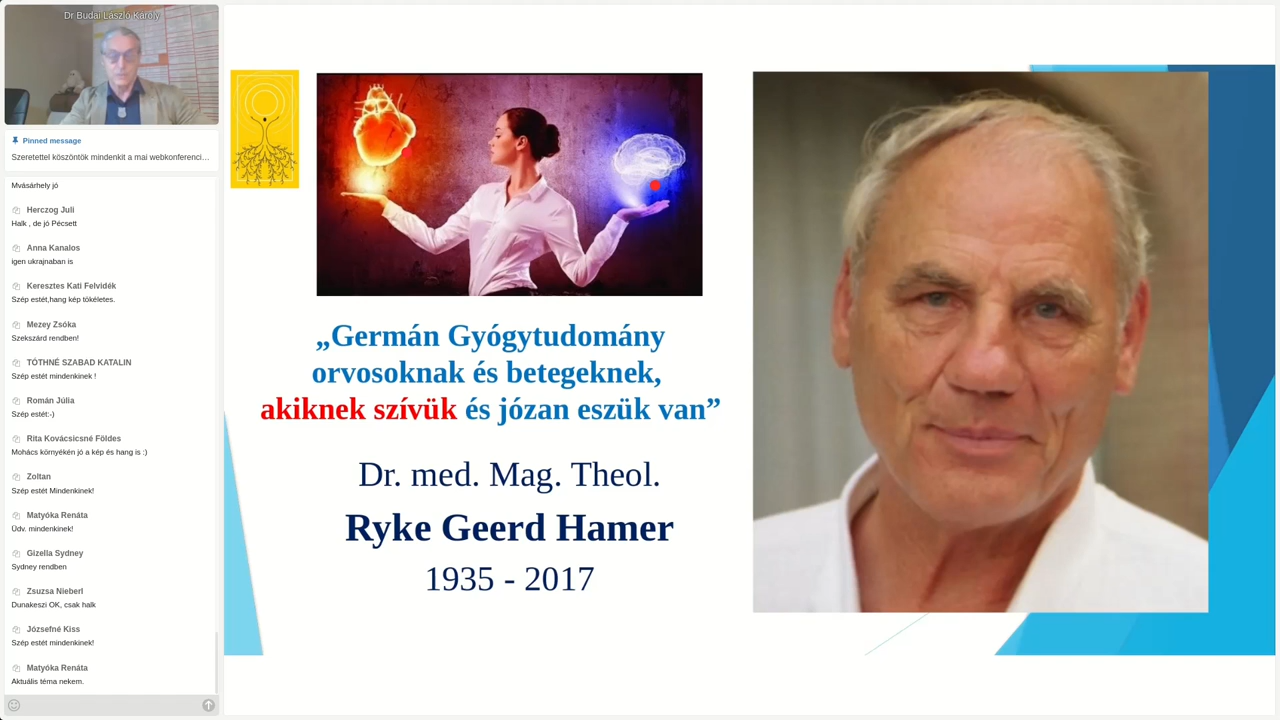 Dr Budai László Károly
Pinned message
Szeretettel köszöntök mindenkit a mai webkonferenci…
Mvásárhely jó
Herczog Juli
Halk , de jó Pécsett
Anna Kanalos
igen ukrajnaban is
Keresztes Kati Felvidék
Szép estét,hang kép tökéletes.
Mezey Zsóka
Szekszárd rendben!
TÓTHNÉ SZABAD KATALIN
Szép estét mindenkinek !
Román Júlia
Szép estét:-)
Rita Kovácsicsné Földes
Mohács környékén jó a kép és hang is :)
Zoltan
Szép estét Mindenkinek!
Matyóka Renáta
Üdv. mindenkinek!
Gizella Sydney
Sydney rendben
Zsuzsa Nieberl
Dunakeszi OK, csak halk
Józsefné Kiss
Szép estét mindenkinek!
Matyóka Renáta
Aktuális téma nekem.
„Germán Gyógytudomány
orvosoknak és betegeknek,
akiknek szívük és józan eszük van”
Dr. med. Mag. Theol.
Ryke Geerd Hamer
1935 - 2017